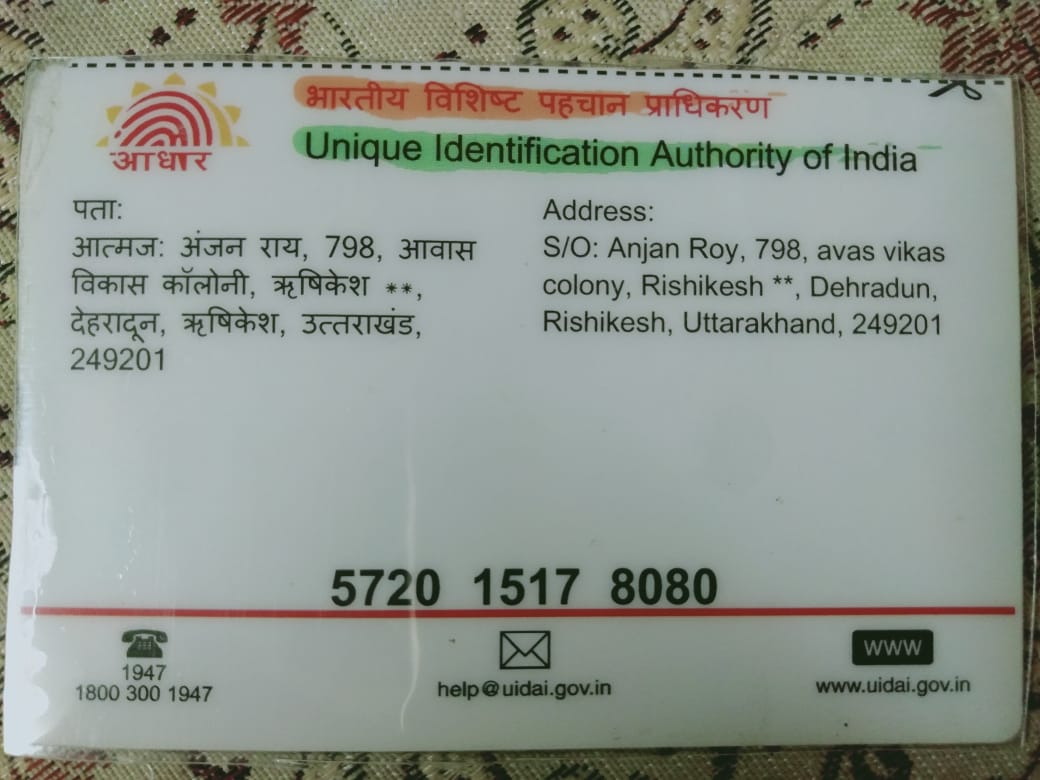 आधार
भारतीय विशिष्ट पहचान प्राधिकरण
Unique Identification Authority of India
पता:
आत्मज: अंजन राय, 798, आवास
विकास कॉलोनी, ऋषिकेश **,
देहरादून, ऋषिकेश, उत्तराखंड,
249201
Address:
S/O: Anjan Roy, 798, avas vikas
colony, Rishikesh **, Dehradun,
Rishikesh, Uttarakhand, 249201
5720 1517 8080
1947
1800 300 1947
help@uidai.gov.in
WWW
www.uidai.gov.in